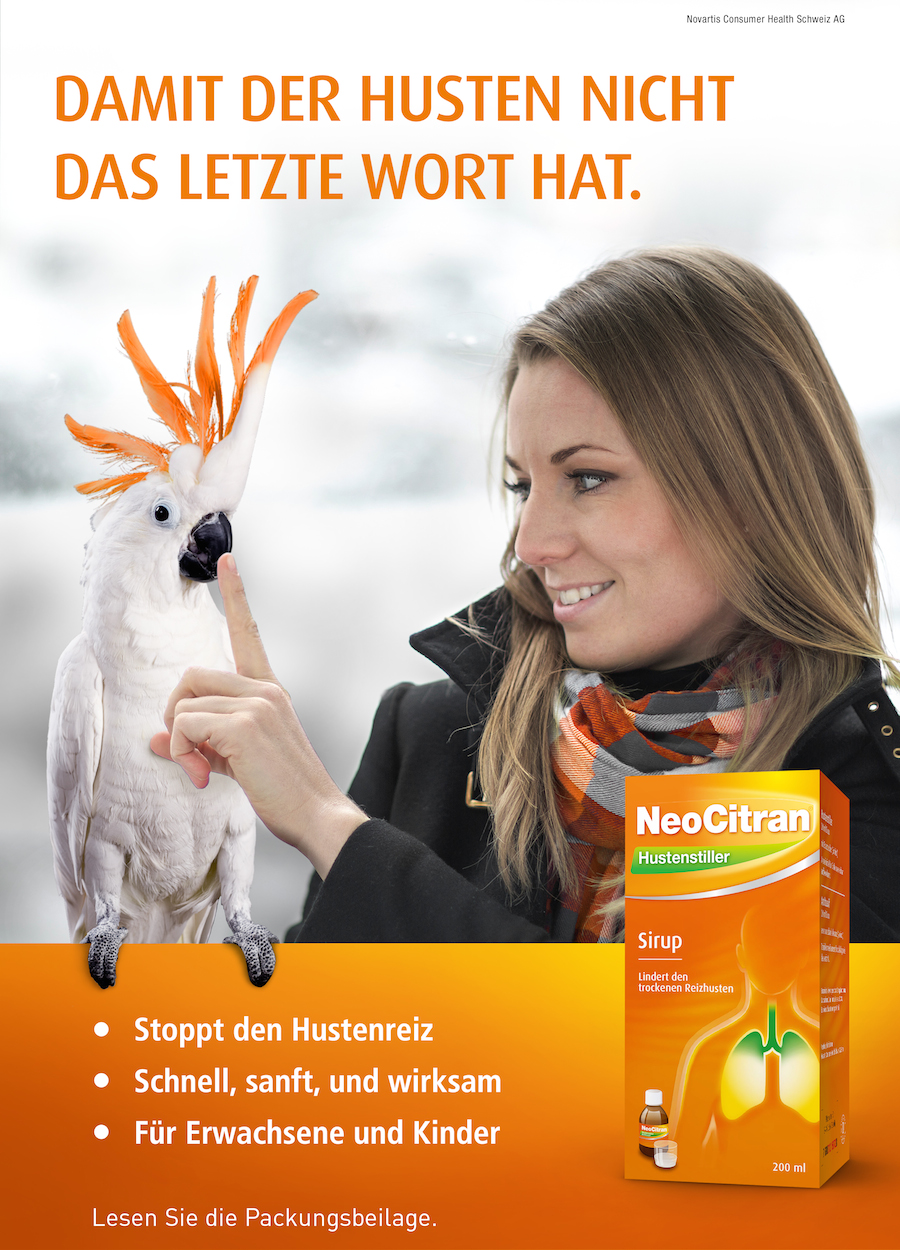 Novartis Consumer Health Schweiz AG
DAMIT DER HUSTEN NICHT
DAS LETZTE WORT HAT.
NeoCitran
Hustenstiller
Sirup
Lindert den
trockenen Reizhusten
NeoCitran
200 ml
• Stoppt den Hustenreiz
• Schnell, sanft, und wirksam
• Für Erwachsene und Kinder
Lesen Sie die Packungsbeilage.